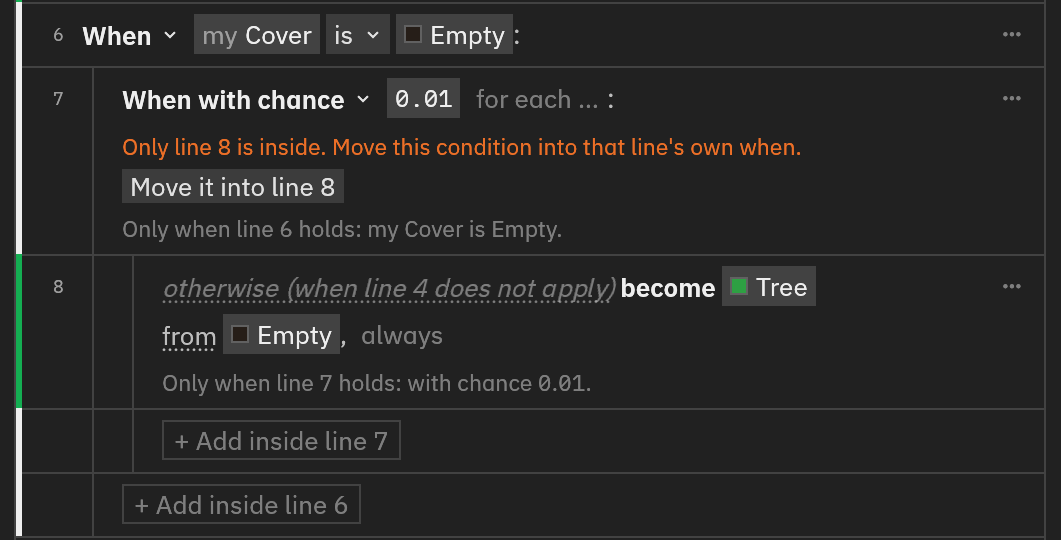 6 When my Cover is Empty : ...
7 When with chance 0.01 for each ... : ...
Only line 8 is inside. Move this condition into that line's own when.
Move it into line 8
Only when line 6 holds: my Cover is Empty.
8 otherwise (when line 4 does not apply) become Tree ...
from Empty , always
Only when line 7 holds: with chance 0.01.
+ Add inside line 7
+ Add inside line 6